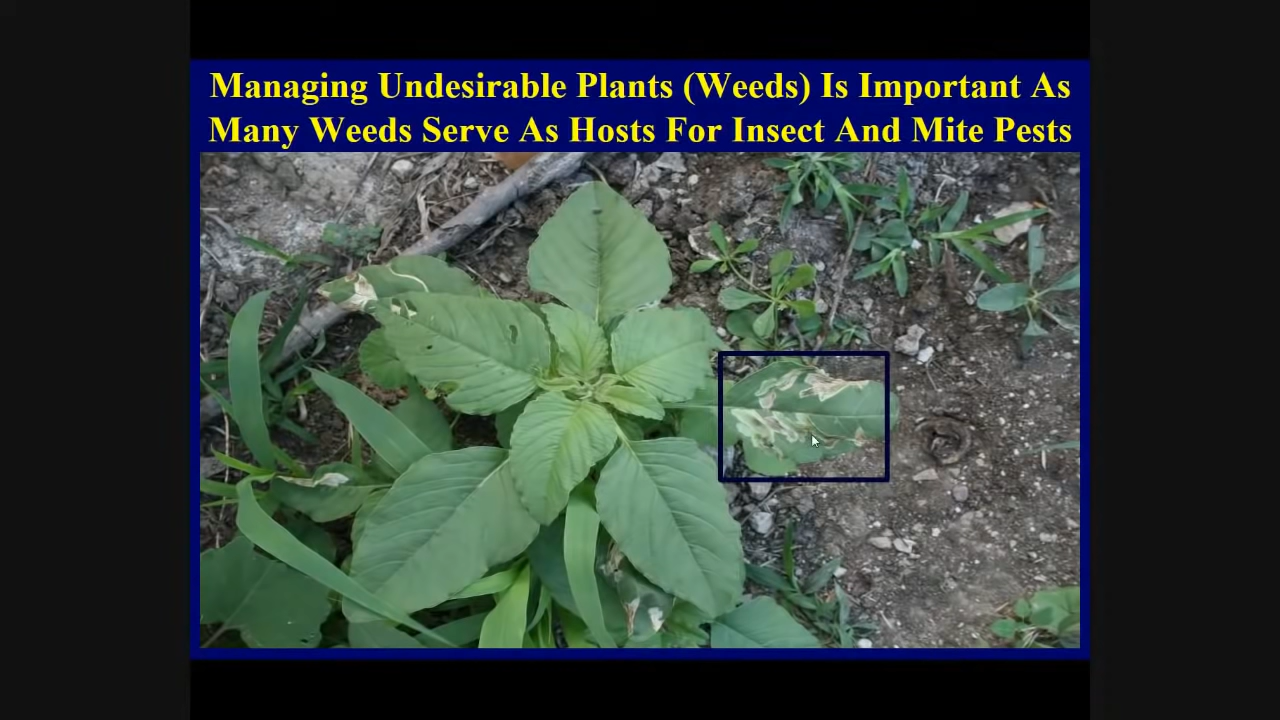 Managing Undesirable Plants (Weeds) Is Important As
Many Weeds Serve As Hosts For Insect And Mite Pests